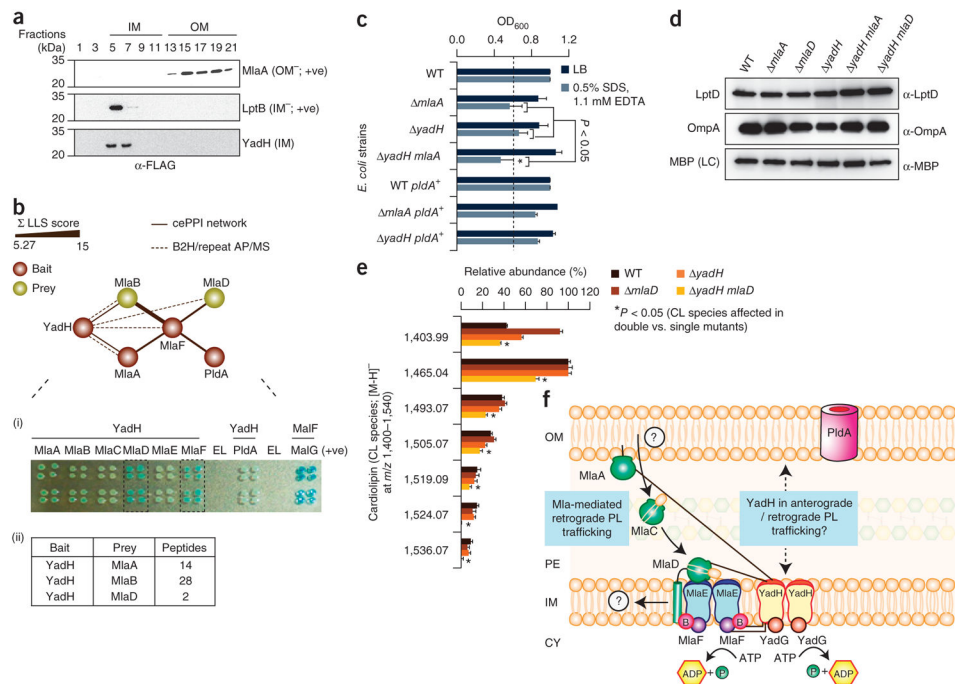 a
IM OM
Fractions
(kDa) 1 3 5 7 9 11 13 15 17 19 21
35
20
MlaA (OM⁻; +ve)
35
20
LptB (IM⁻; +ve)
35
20
YadH (IM)
α-FLAG
b
Σ LLS score
5.27 15
cePPI network
B2H/repeat AP/MS
Bait
Prey
MlaB
MlaD
YadH
MlaF
MlaA
PldA
(i)
YadH YadH MalF
MlaA MlaB MlaC MlaD MlaE MlaF EL PldA EL MalG (+ve)
(ii)
Bait Prey Peptides
YadH MlaA 14
YadH MlaB 28
YadH MlaD 2
c
OD₆₀₀
0 0.4 0.8 1.2
LB
0.5% SDS,
1.1 mM EDTA
E. coli strains
WT
ΔmlaA
ΔyadH
ΔyadH mlaA
WT pldA⁺
ΔmlaA pldA⁺
ΔyadH pldA⁺
*
P < 0.05
d
WT ΔmlaA ΔmlaD ΔyadH ΔyadH mlaA ΔyadH mlaD
LptD α-LptD
OmpA α-OmpA
MBP (LC) α-MBP
e
Relative abundance (%)
0 20 40 60 80 100 120
WT
ΔmlaD
ΔyadH
ΔyadH mlaD
*P < 0.05 (CL species affected in
double vs. single mutants)
Cardiolipin [CL species; [M-H]⁻
at m/z 1,400–1,540)
1,403.99
*
1,465.04
*
1,493.07
*
1,505.07
*
1,519.09
*
1,524.07
*
1,536.07
*
f
OM
PE
IM
CY
?
PldA
MlaA
Mla-mediated
retrograde PL
trafficking
MlaC
YadH in anterograde
/ retrograde PL
trafficking?
MlaD
MlaE MlaE
YadH YadH
?
B B
MlaF MlaF YadG YadG
ATP ATP
ADP + P
P + ADP